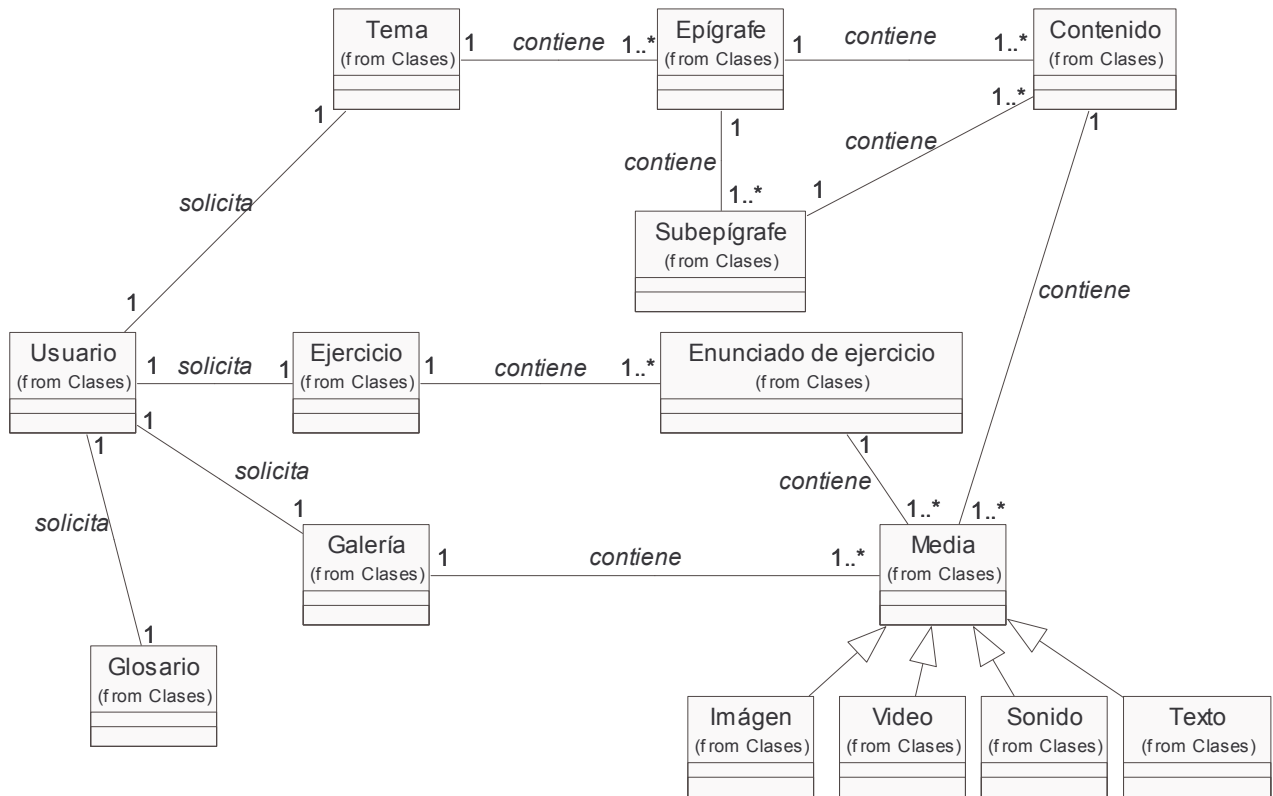 Tema
(from Clases)
1
contiene
1..*
Epígrafe
(from Clases)
1
contiene
1..*
Contenido
(from Clases)
1
1
contiene
1..*
1..*
contiene
1
1
Subepígrafe
(from Clases)
solicita
1
contiene
Usuario
(from Clases)
1
solicita
1
Ejercicio
(from Clases)
1
contiene
1..*
Enunciado de ejercicio
(from Clases)
1
1
solicita
1
1
contiene
1..*
1..*
solicita
Galería
(from Clases)
1
contiene
1..*
Media
(from Clases)
1
Glosario
(from Clases)
Imágen
(from Clases)
Video
(from Clases)
Sonido
(from Clases)
Texto
(from Clases)